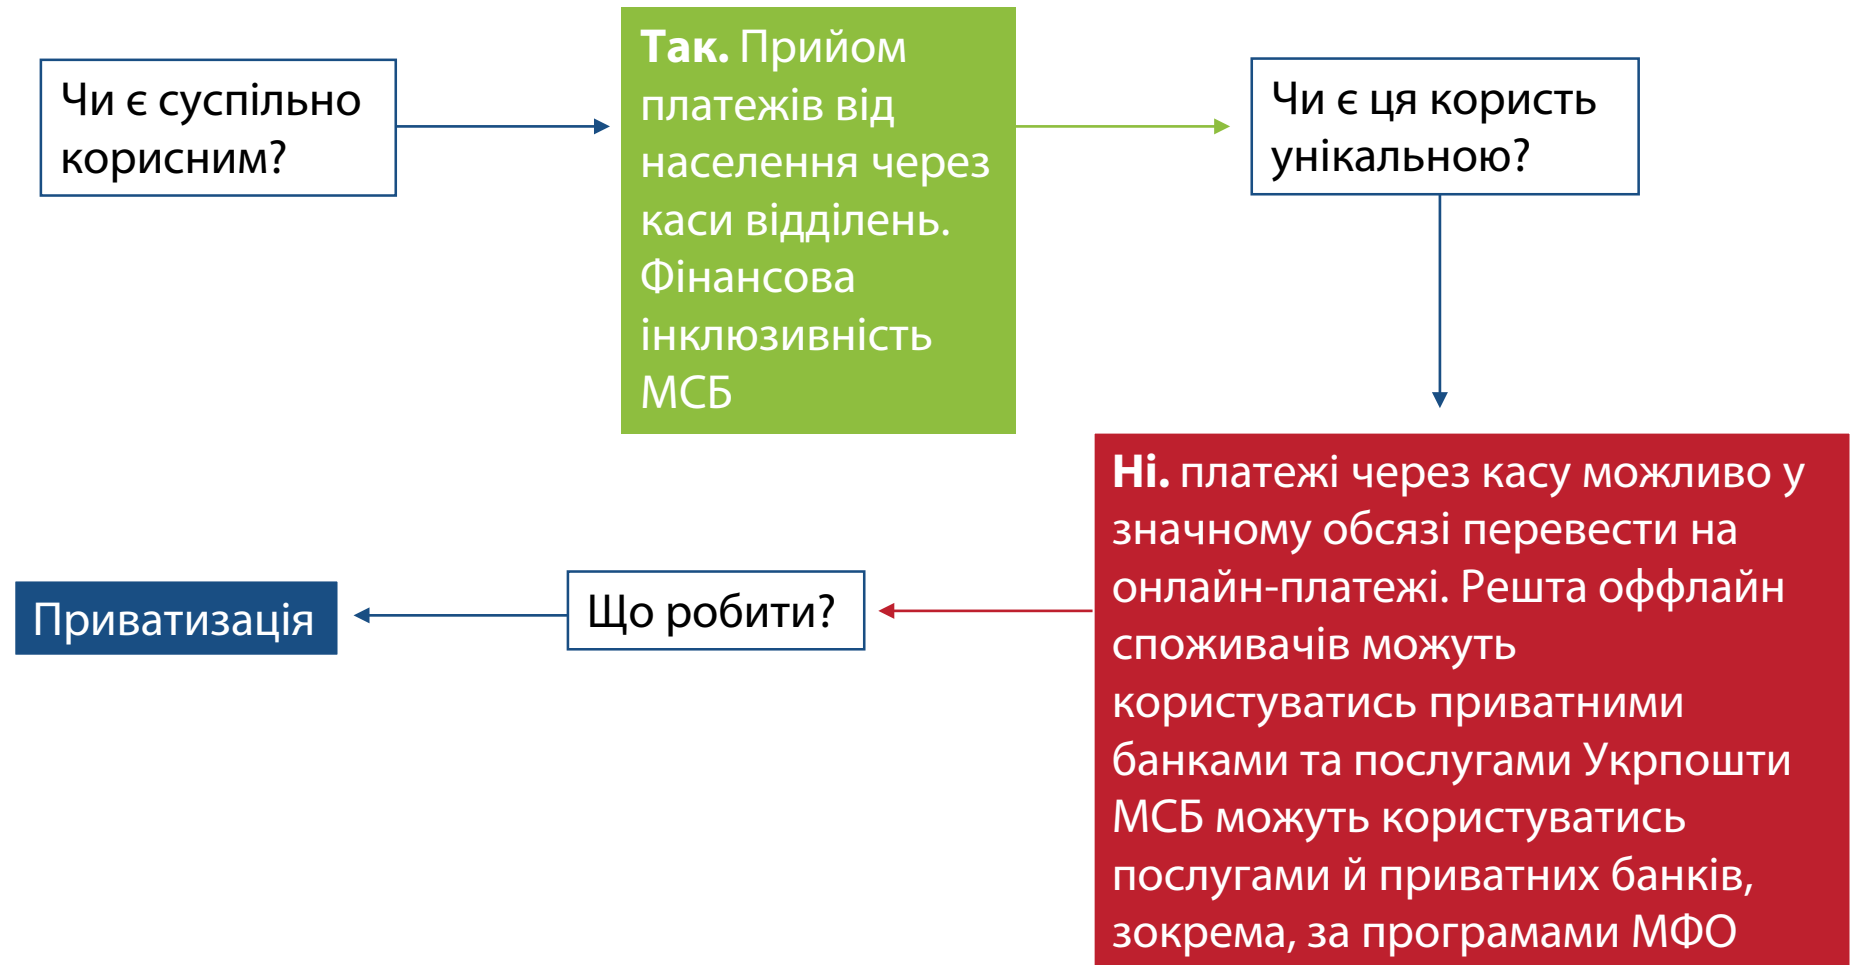 Чи є суспільно
корисним?
Так. Прийом
платежів від
населення через
каси відділень.
Фінансова
інклюзивність
МСБ
Чи є ця користь
унікальною?
Ні. платежі через касу можливо у
значному обсязі перевести на
онлайн-платежі. Решта оффлайн
споживачів можуть
користуватись приватними
банками та послугами Укрпошти
МСБ можуть користуватись
послугами й приватних банків,
зокрема, за програмами МФО
Що робити?
Приватизація